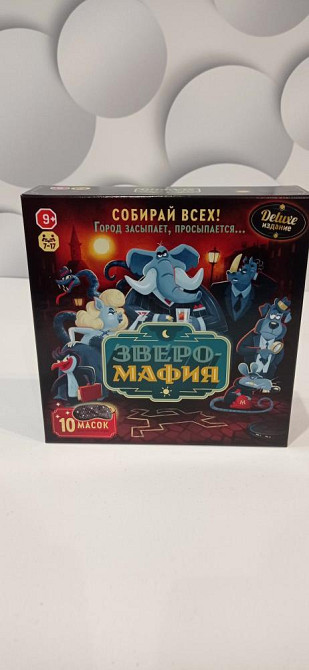 9+
7-17
СОБИРАЙ ВСЕХ!
ГОРОД ЗАСЫПАЕТ, ПРОСЫПАЕТСЯ...
Deluxe
издание
ЗВЕРО-
МАФИЯ
10 МАСОК